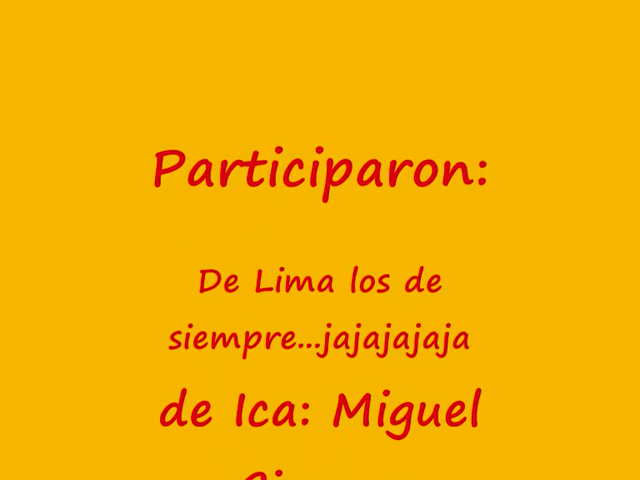 Participaron:
De Lima los de
siempre...jajajajaja
de Ica: Miguel